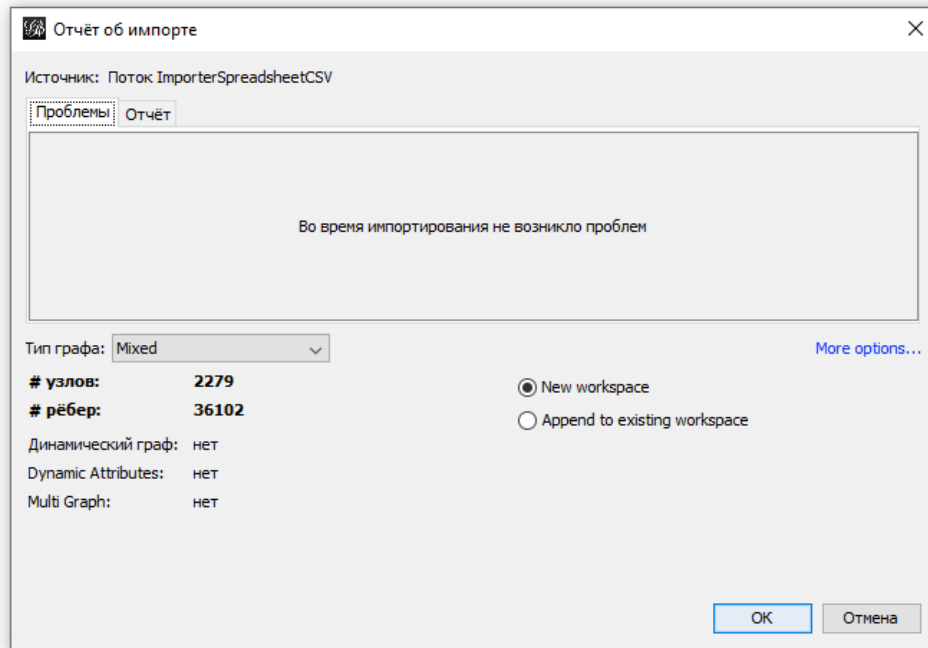 Отчёт об импорте
Источник: Поток ImporterSpreadsheetCSV
Проблемы Отчёт
Во время импортирования не возникло проблем
Тип графа: Mixed More options...
# узлов: 2279
# рёбер: 36102
Динамический граф: нет
Dynamic Attributes: нет
Multi Graph: нет
New workspace
Append to existing workspace
OK Отмена